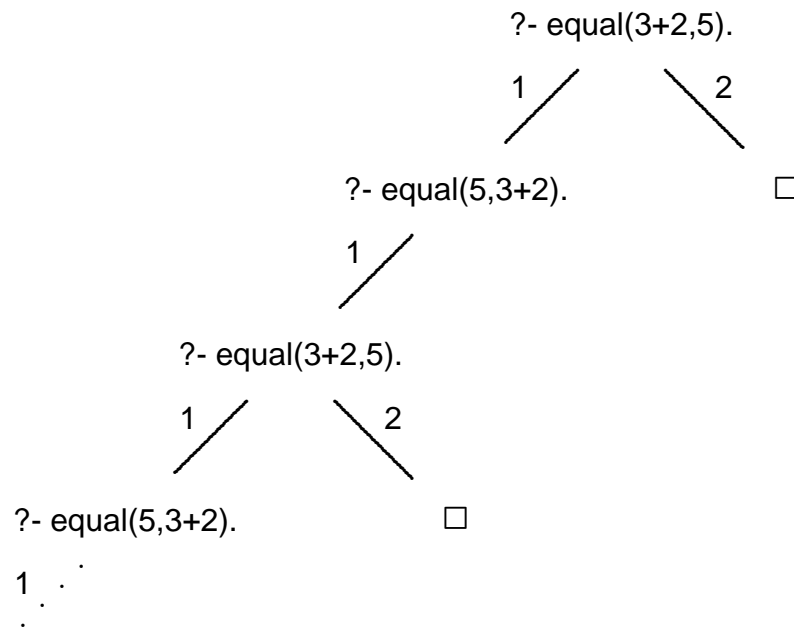 ?- equal(3+2,5).
1 2
?- equal(5,3+2). □
1
?- equal(3+2,5).
1 2
?- equal(5,3+2). □
1